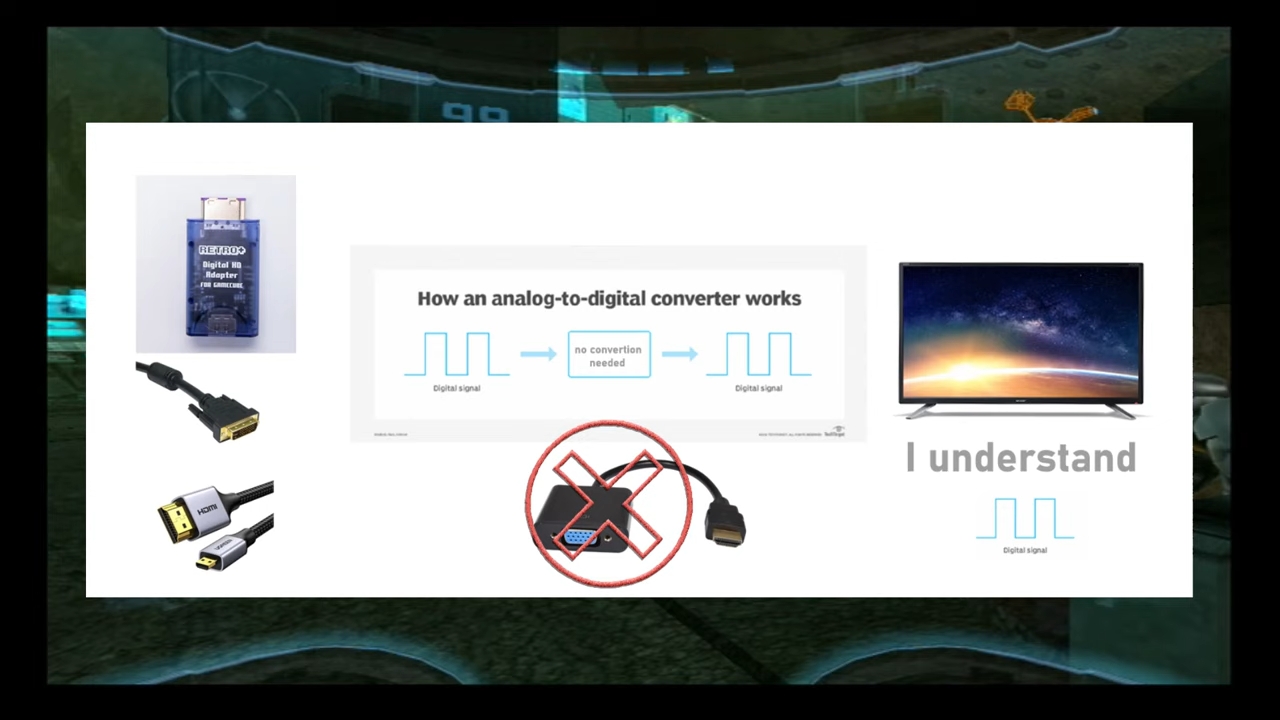 99
RETRO+
Digital HD
Adapter
FOR GAMECUBE
HDMI
How an analog-to-digital converter works
no convertion
needed
Digital signal
Digital signal
I understand
Digital signal